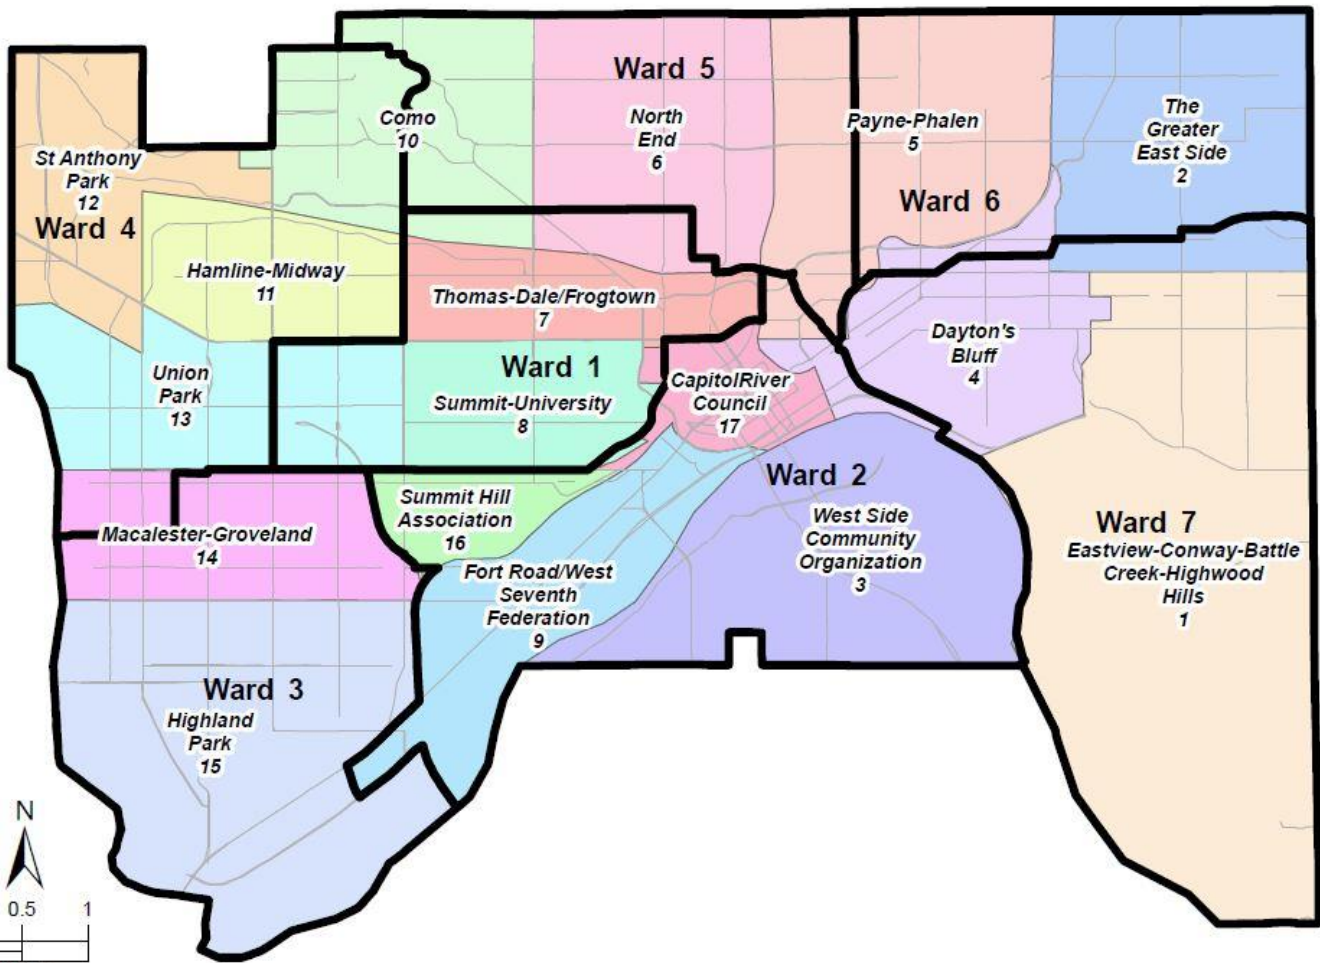 Ward 5
Como
10
North
End
6
Payne-Phalen
5
The
Greater
East Side
2
St Anthony
Park
12
Ward 4
Ward 6
Hamline-Midway
11
Thomas-Dale/Frogtown
7
Dayton's
Bluff
4
Union
Park
13
Ward 1
Summit-University
8
CapitolRiver
Council
17
Ward 2
Summit Hill
Association
16
West Side
Community
Organization
3
Ward 7
Eastview-Conway-Battle
Creek-Highwood
Hills
1
Macalester-Groveland
14
Fort Road/West
Seventh
Federation
9
Ward 3
Highland
Park
15
N
0.5 1